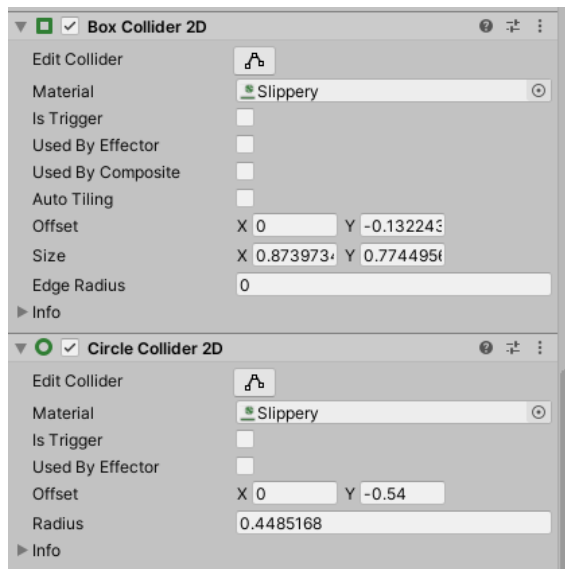 Box Collider 2D
Edit Collider
Material Slippery
Is Trigger
Used By Effector
Used By Composite
Auto Tiling
Offset X 0 Y -0.132243
Size X 0.873973 Y 0.774495
Edge Radius 0
Info
Circle Collider 2D
Edit Collider
Material Slippery
Is Trigger
Used By Effector
Offset X 0 Y -0.54
Radius 0.4485168
Info